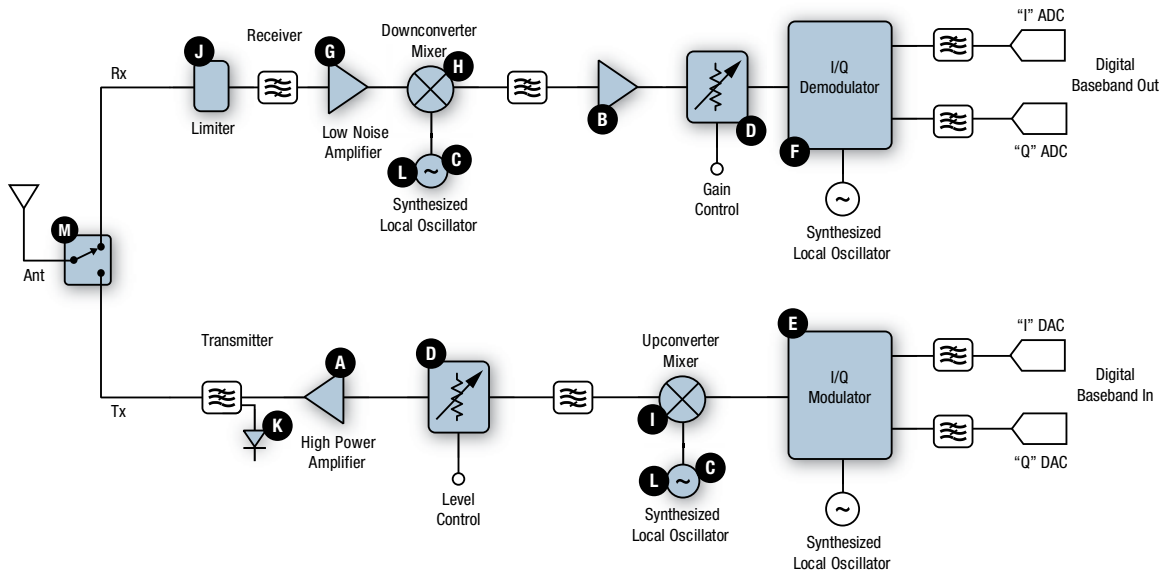 Receiver
Downconverter
Mixer
"I" ADC
J
G
H
Rx
Limiter
Low Noise
Amplifier
L
C
~
Synthesized
Local Oscillator
B
D
Gain
Control
I/Q
Demodulator
F
~
Synthesized
Local Oscillator
Digital
Baseband Out
"Q" ADC
M
Ant
Transmitter
Tx
K
A
High Power
Amplifier
D
Level
Control
Upconverter
Mixer
I
L
C
~
Synthesized
Local Oscillator
E
I/Q
Modulator
~
Synthesized
Local Oscillator
"I" DAC
Digital
Baseband In
"Q" DAC